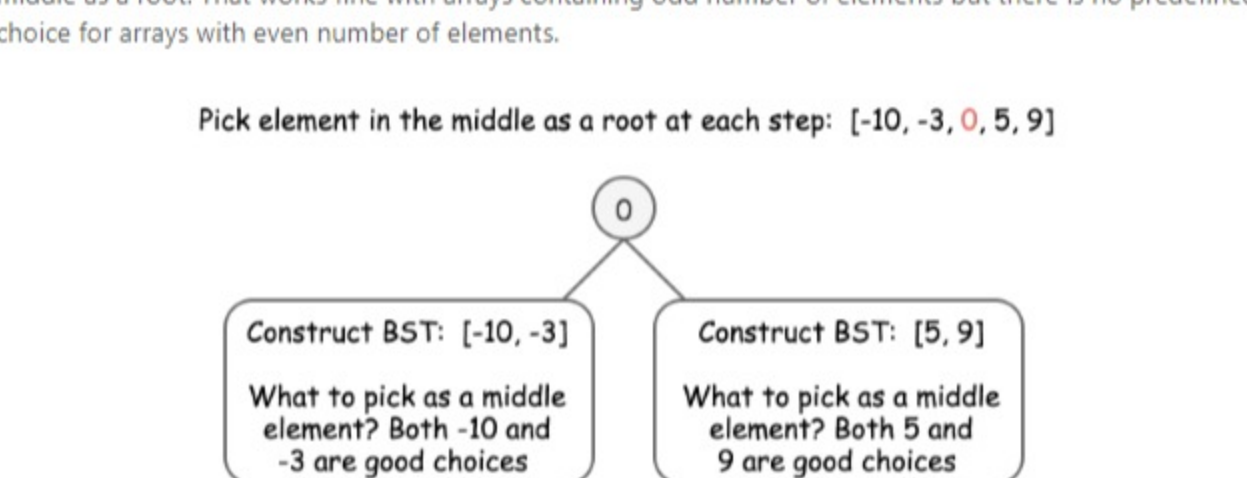 choice for arrays with even number of elements.
Pick element in the middle as a root at each step: [-10, -3, 0, 5, 9]
0
Construct BST: [-10, -3]
What to pick as a middle
element? Both -10 and
-3 are good choices
Construct BST: [5, 9]
What to pick as a middle
element? Both 5 and
9 are good choices